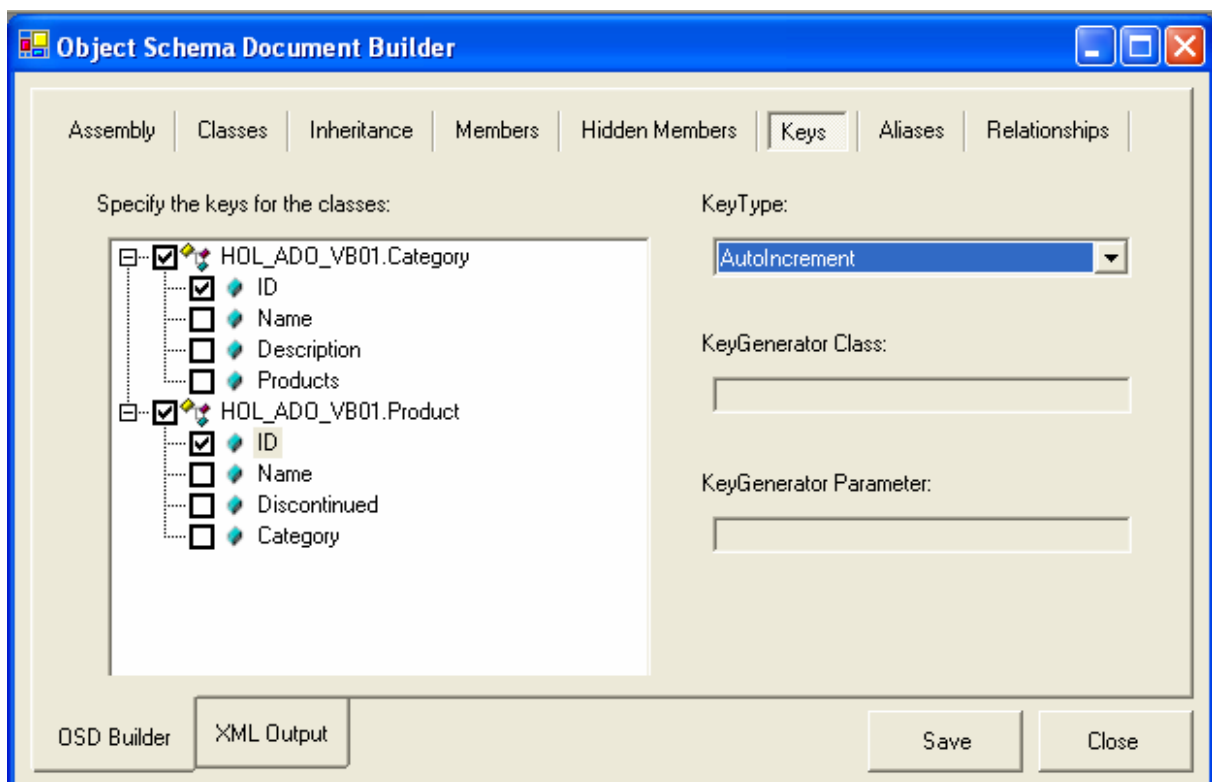 Object Schema Document Builder
Assembly Classes Inheritance Members Hidden Members Keys Aliases Relationships
Specify the keys for the classes:
HOL_ADO_VB01.Category
ID
Name
Description
Products
HOL_ADO_VB01.Product
ID
Name
Discontinued
Category
KeyType:
AutoIncrement
KeyGenerator Class:
KeyGenerator Parameter:
OSD Builder XML Output
Save Close